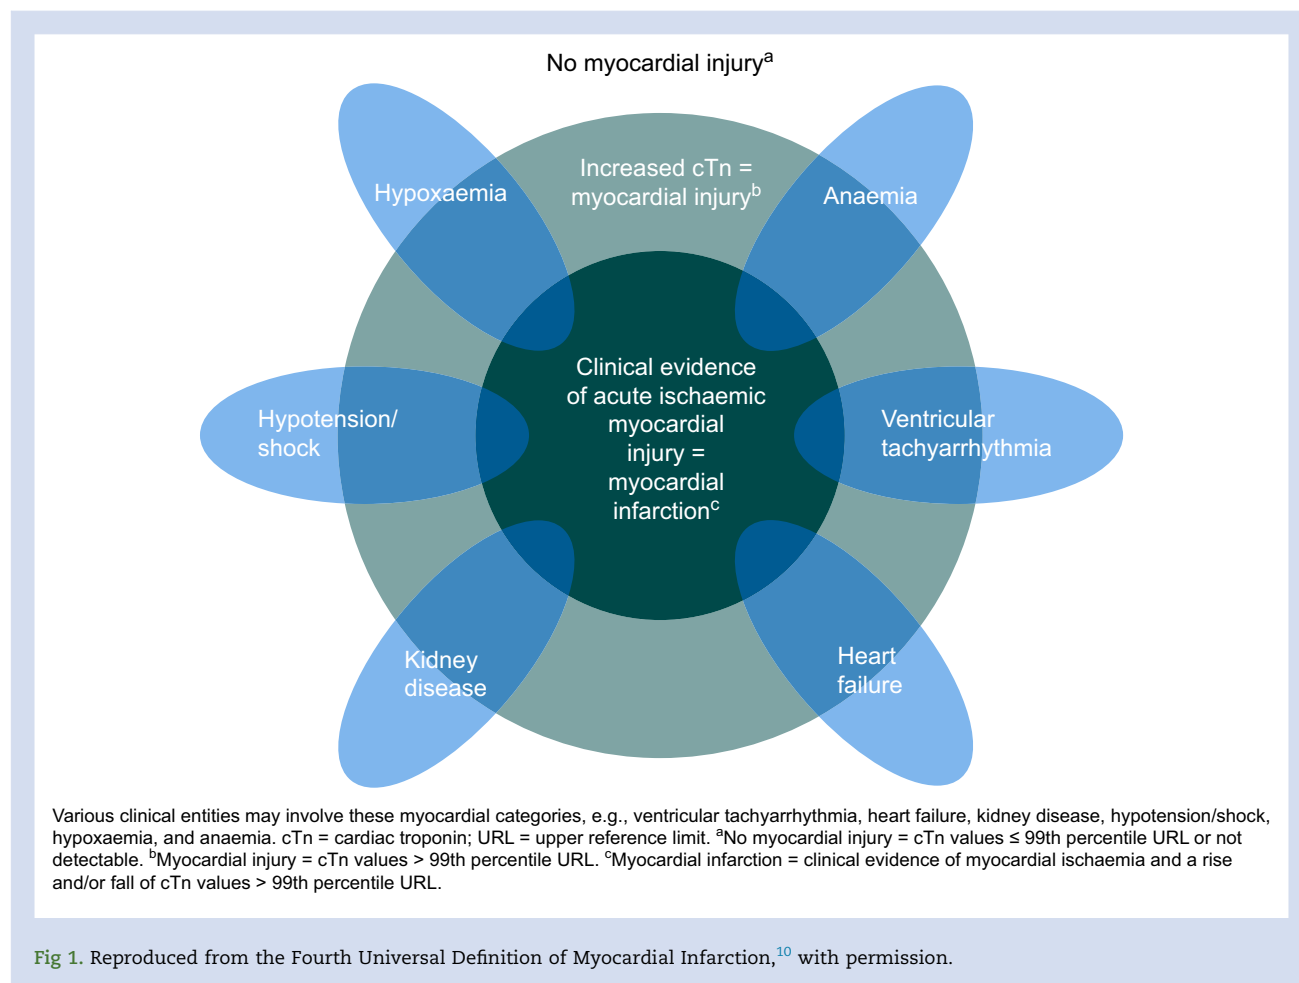 No myocardial injuryᵃ
Increased cTn =
myocardial injuryᵇ
Hypoxaemia
Anaemia
Clinical evidence
of acute ischaemic
myocardial
injury =
myocardial
infarctionᶜ
Hypotension/
shock
Ventricular
tachyarrhythmia
Kidney
disease
Heart
failure
Various clinical entities may involve these myocardial categories, e.g., ventricular tachyarrhythmia, heart failure, kidney disease, hypotension/shock,
hypoxaemia, and anaemia. cTn = cardiac troponin; URL = upper reference limit. ᵃNo myocardial injury = cTn values ≤ 99th percentile URL or not
detectable. ᵇMyocardial injury = cTn values > 99th percentile URL. ᶜMyocardial infarction = clinical evidence of myocardial ischaemia and a rise
and/or fall of cTn values > 99th percentile URL.
Fig 1. Reproduced from the Fourth Universal Definition of Myocardial Infarction,¹⁰ with permission.